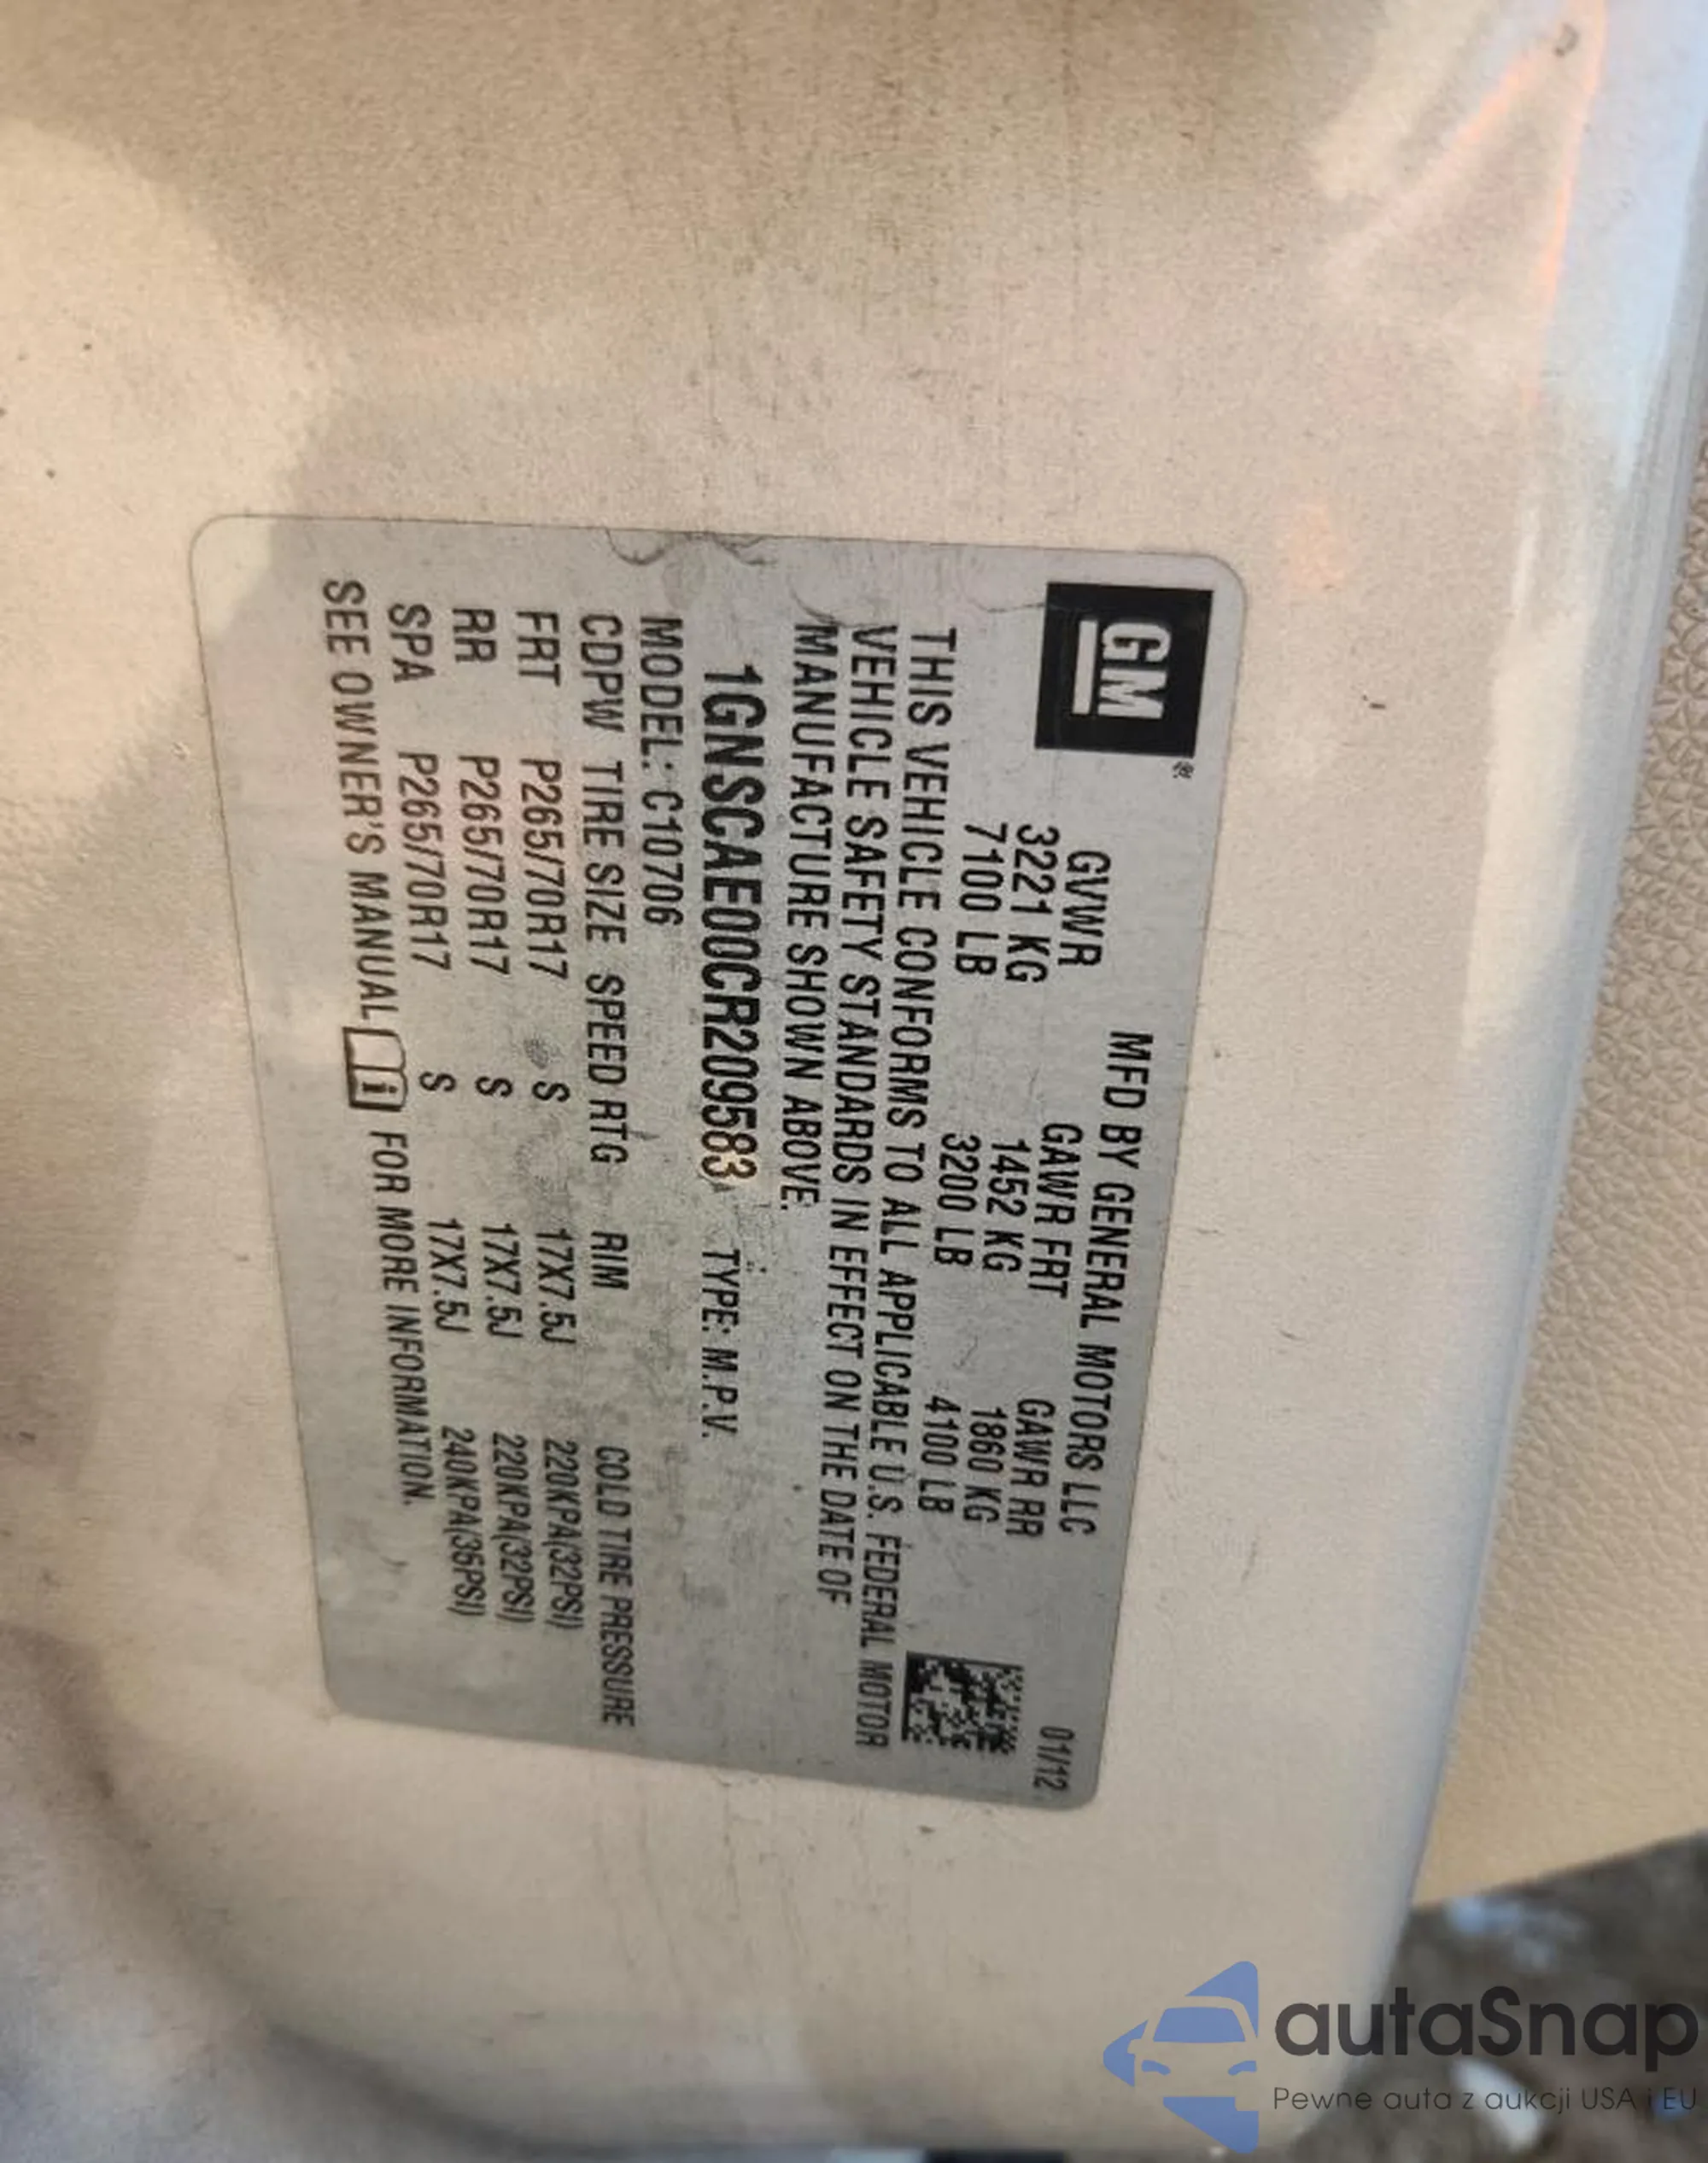 GM®
MFD BY GENERAL MOTORS LLC 01/12
GVWR GAWR FRT GAWR RR
3221 KG 1452 KG 1860 KG
7100 LB 3200 LB 4100 LB
THIS VEHICLE CONFORMS TO ALL APPLICABLE U.S. FEDERAL MOTOR
VEHICLE SAFETY STANDARDS IN EFFECT ON THE DATE OF
MANUFACTURE SHOWN ABOVE.
1GNSCAE00CR209583 TYPE: M.P.V.
MODEL: C10706
CDPW TIRE SIZE SPEED RTG RIM COLD TIRE PRESSURE
FRT P265/70R17 S 17X7.5J 220KPA(32PSI)
RR P265/70R17 S 17X7.5J 220KPA(32PSI)
SPA P265/70R17 S 17X7.5J 240KPA(35PSI)
SEE OWNER'S MANUAL i FOR MORE INFORMATION.
autaSnap
Pewne auta z aukcji USA i EU